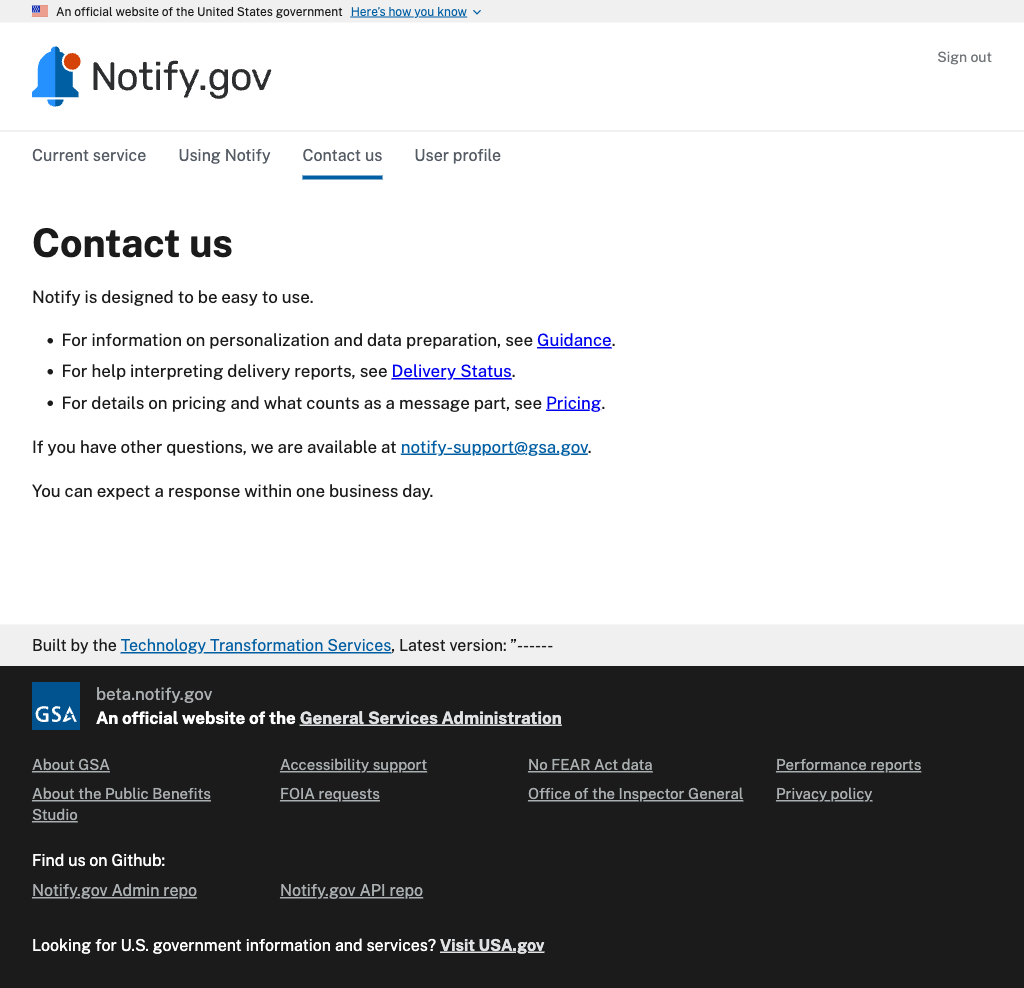 An official website of the United States government Here's how you know
Notify.gov
Sign out
Current service Using Notify Contact us User profile
Contact us
Notify is designed to be easy to use.
• For information on personalization and data preparation, see Guidance.
• For help interpreting delivery reports, see Delivery Status.
• For details on pricing and what counts as a message part, see Pricing.
If you have other questions, we are available at notify-support@gsa.gov.
You can expect a response within one business day.
Built by the Technology Transformation Services, Latest version: ”------
GSA
beta.notify.gov
An official website of the General Services Administration
About GSA Accessibility support No FEAR Act data Performance reports
About the Public Benefits Studio FOIA requests Office of the Inspector General Privacy policy
Find us on Github:
Notify.gov Admin repo Notify.gov API repo
Looking for U.S. government information and services? Visit USA.gov